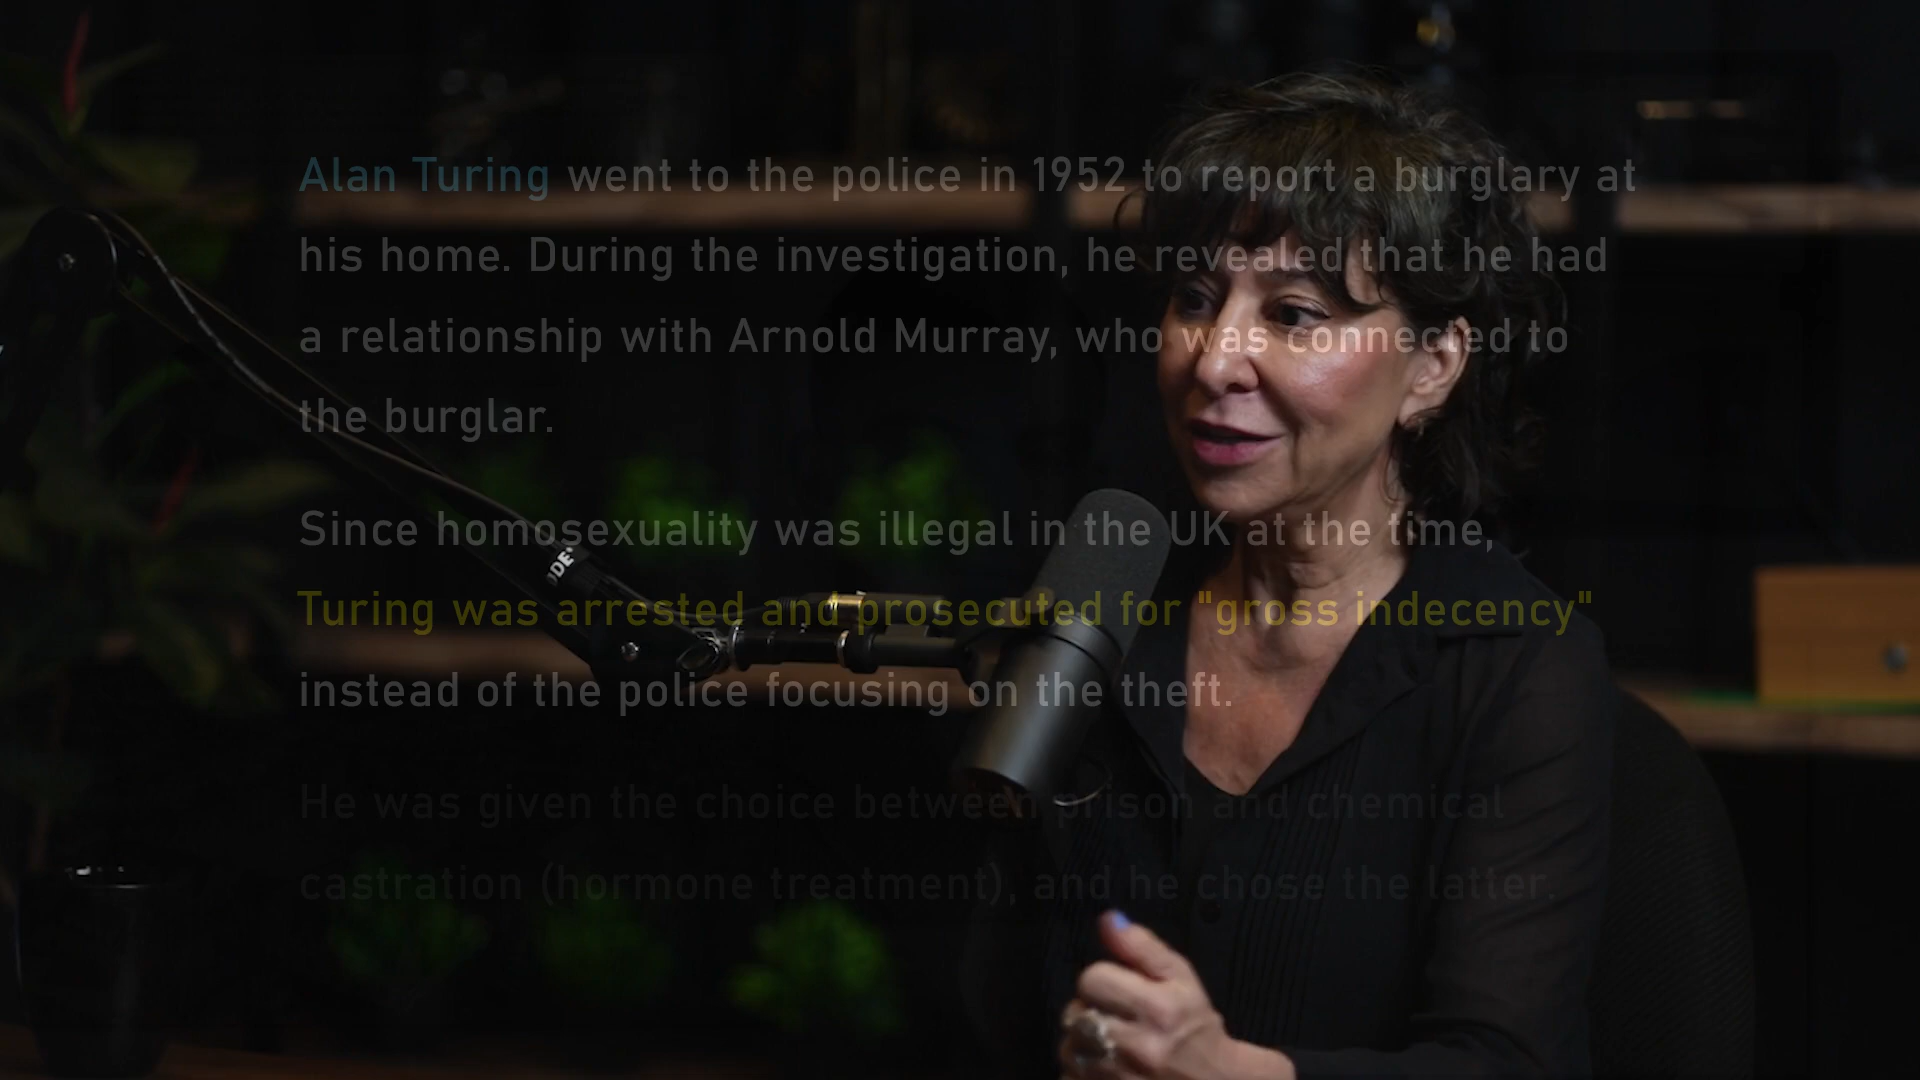 Alan Turing went to the police in 1952 to report a burglary at
his home. During the investigation, he revealed that he had
a relationship with Arnold Murray, who was connected to
the burglar.
Since homosexuality was illegal in the UK at the time,
Turing was arrested and prosecuted for "gross indecency"
instead of the police focusing on the theft.
He was given the choice between prison and chemical
castration (hormone treatment), and he chose the latter.